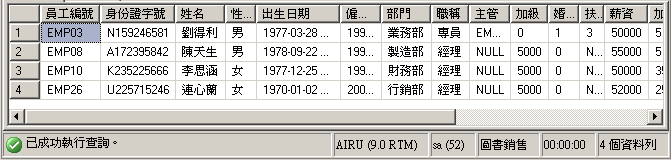 員工編號 身份證字號 姓名 性... 出生日期 僱... 部門 職稱 主管 加級 婚... 扶... 薪資 加
1 EMP03 N159246581 劉得利 男 1977-03-28 ... 199... 業務部 專員 EM... 0 1 3 50000 5
2 EMP08 A172395842 陳天生 男 1978-09-22 ... 199... 製造部 經理 NULL 5000 0 N... 55000 5
3 EMP10 K235225666 李思涵 女 1977-12-25 ... 199... 財務部 經理 NULL 5000 0 N... 50000 35
4 EMP26 U225715246 連心蘭 女 1970-01-02 ... 200... 行銷部 經理 NULL 5000 0 N... 52000 25
已成功執行查詢。 AIRU (9.0 RTM) sa (52) 圖書銷售 00:00:00 4 個資料列